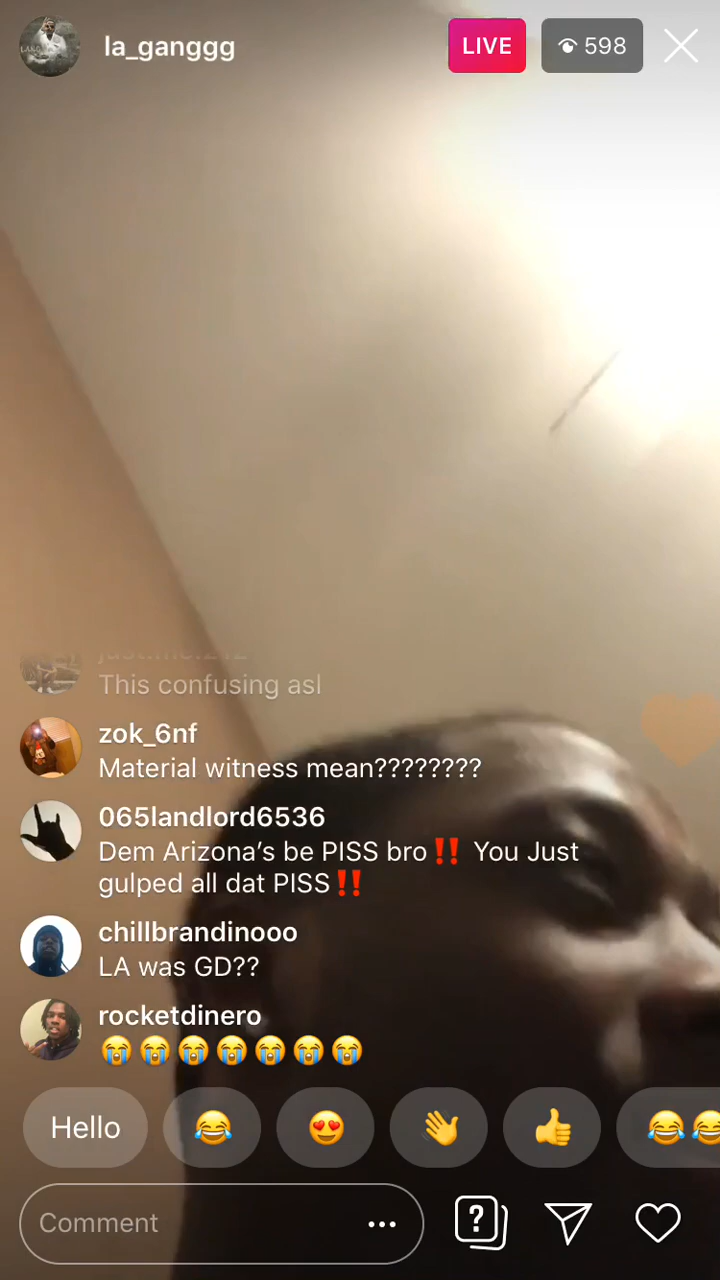 la_ganggg
LIVE
598
This confusing asl
zok_6nf
Material witness mean????????
065landlord6536
Dem Arizona's be PISS bro‼️ You Just
gulped all dat PISS‼️
chillbrandinooo
LA was GD??
rocketdinero
😭😭😭😭😭😭😭
Hello 😂 😍 👋 👍 😂😂
Comment